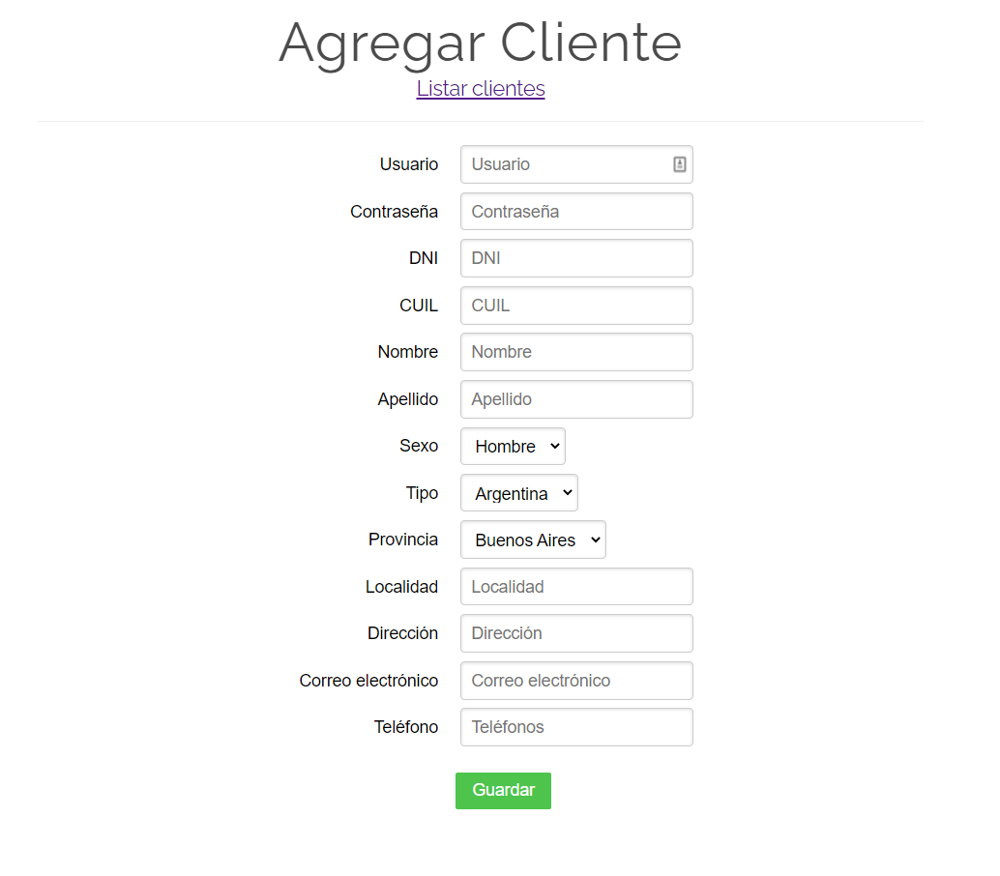 Agregar Cliente
Listar clientes
Usuario Usuario
Contraseña Contraseña
DNI DNI
CUIL CUIL
Nombre Nombre
Apellido Apellido
Sexo Hombre
Tipo Argentina
Provincia Buenos Aires
Localidad Localidad
Dirección Dirección
Correo electrónico Correo electrónico
Teléfono Teléfonos
Guardar